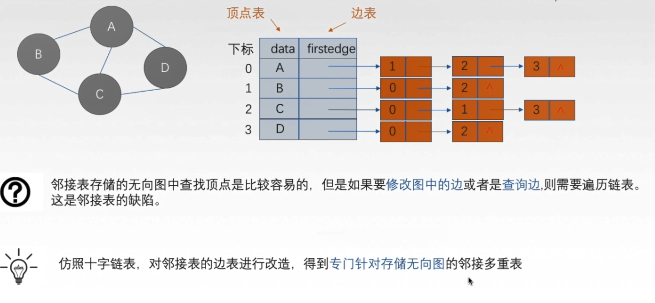 顶点表 边表
A
B
D
C
下标 data firstedge
0 A 1 2 3 ^
1 B 0 2 ^
2 C 0 1 3 ^
3 D 0 2 ^
邻接表存储的无向图中查找顶点是比较容易的，但是如果要修改图中的边或者是查询边,则需要遍历链表。
这是邻接表的缺陷。
仿照十字链表，对邻接表的边表进行改造，得到专门针对存储无向图的邻接多重表